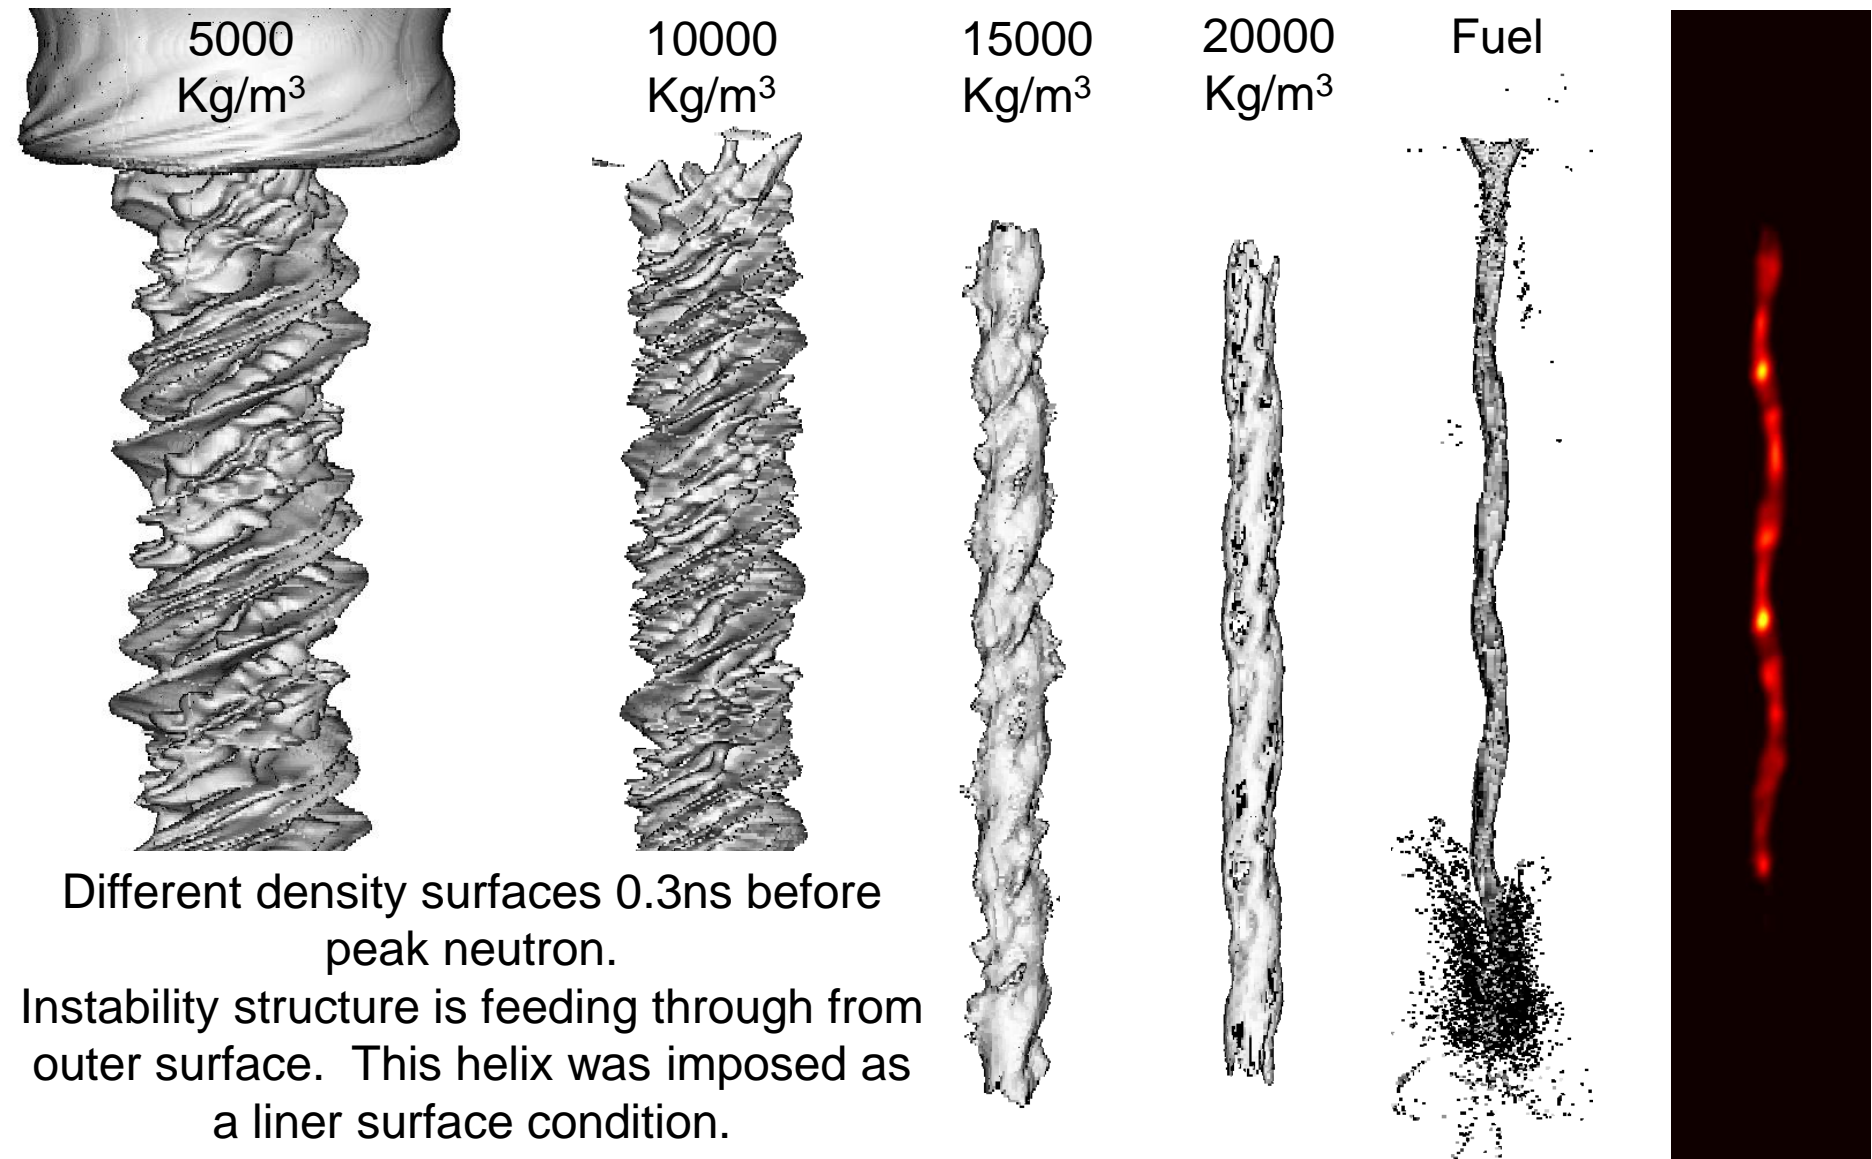 5000
Kg/m³
10000
Kg/m³
15000
Kg/m³
20000
Kg/m³
Fuel
Different density surfaces 0.3ns before
peak neutron.
Instability structure is feeding through from
outer surface.  This helix was imposed as
a liner surface condition.